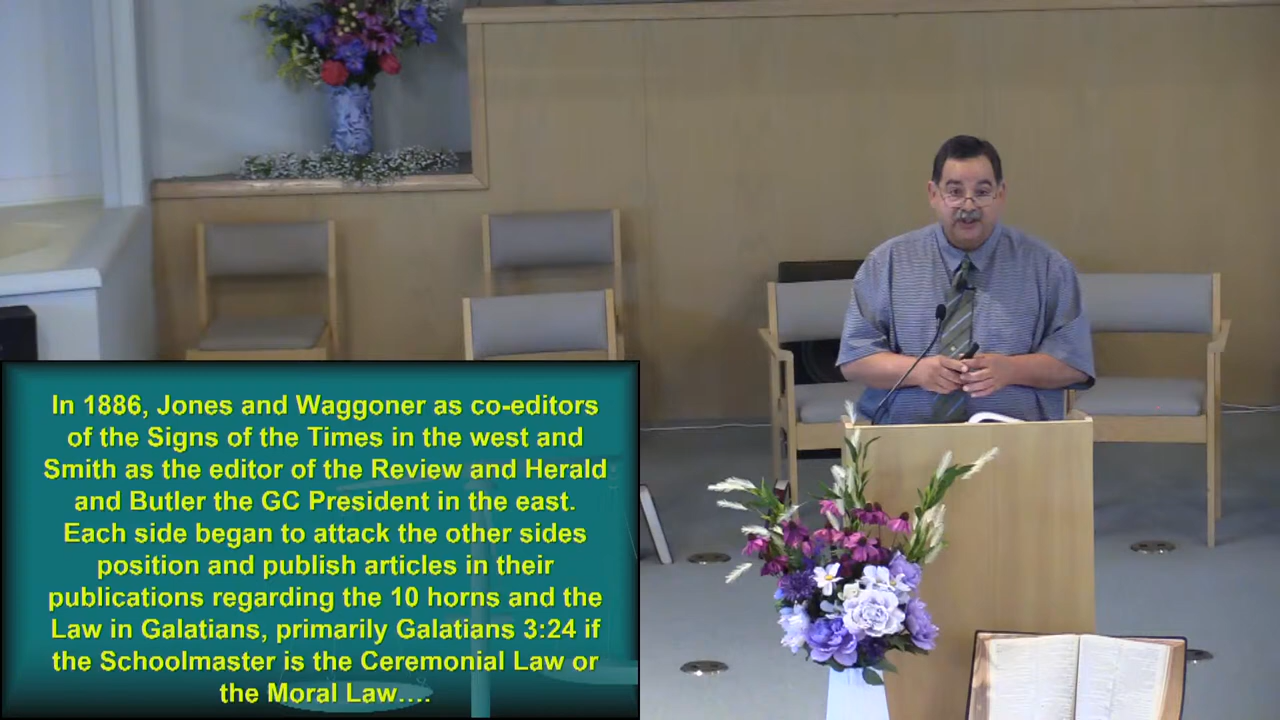 In 1886, Jones and Waggoner as co-editors
of the Signs of the Times in the west and
Smith as the editor of the Review and Herald
and Butler the GC President in the east.
Each side began to attack the other sides
position and publish articles in their
publications regarding the 10 horns and the
Law in Galatians, primarily Galatians 3:24 if
the Schoolmaster is the Ceremonial Law or
the Moral Law....